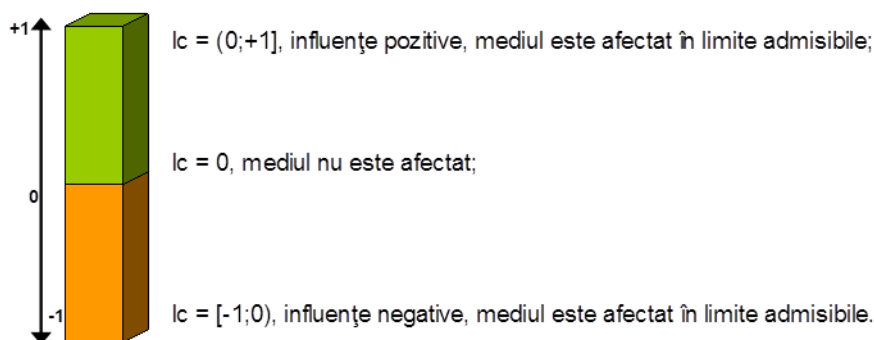 +1
Ic = (0;+1], influenţe pozitive, mediul este afectat în limite admisibile;
Ic = 0, mediul nu este afectat;
0
-1
Ic = [-1;0), influenţe negative, mediul este afectat în limite admisibile.